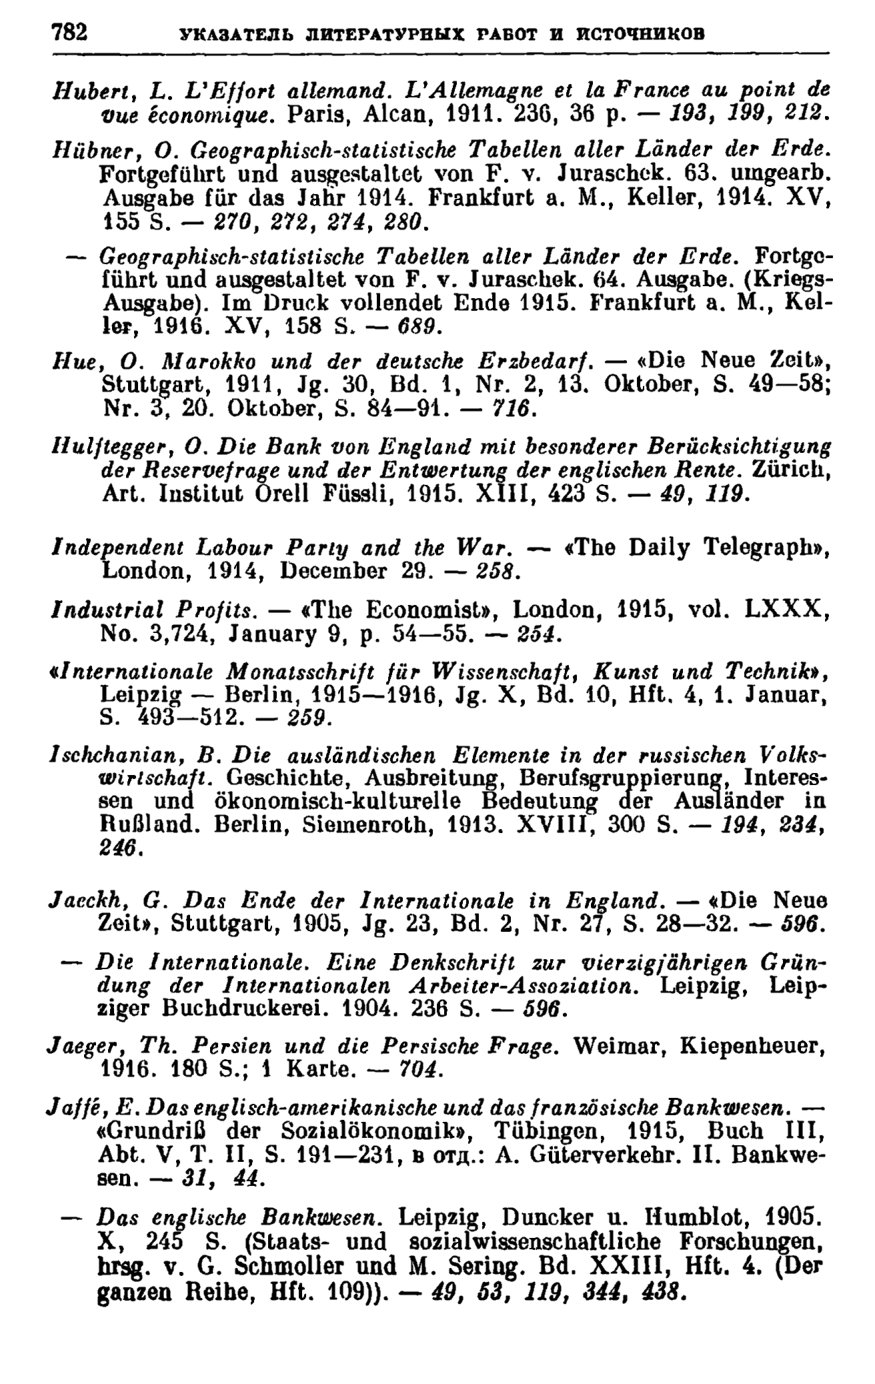 782 УКАЗАТЕЛЬ ЛИТЕРАТУРНЫХ РАБОТ И ИСТОЧНИКОВ
Hubert, L. L'Effort allemand. L'Allemagne et la France au point de
vue économique. Paris, Alcan, 1911. 236, 36 p. — 193, 199, 212.
Hübner, O. Geographisch-statistische Tabellen aller Länder der Erde.
Fortgeführt und ausgestaltet von F. v. Juraschek. 63. umgearb.
Ausgabe für das Jahr 1914. Frankfurt a. M., Keller, 1914. XV,
155 S. — 270, 272, 274, 280.
— Geographisch-statistische Tabellen aller Länder der Erde. Fortge-
führt und ausgestaltet von F. v. Juraschek. 64. Ausgabe. (Kriegs-
Ausgabe). Im Druck vollendet Ende 1915. Frankfurt a. M., Kel-
ler, 1916. XV, 158 S. — 689.
Hue, O. Marokko und der deutsche Erzbedarf. — «Die Neue Zeit»,
Stuttgart, 1911, Jg. 30, Bd. 1, Nr. 2, 13. Oktober, S. 49—58;
Nr. 3, 20. Oktober, S. 84—91. — 716.
Hulftegger, O. Die Bank von England mit besonderer Berücksichtigung
der Reservefrage und der Entwertung der englischen Rente. Zürich,
Art. Institut Orell Füssli, 1915. XIII, 423 S. — 49, 119.
Independent Labour Party and the War. — «The Daily Telegraph»,
London, 1914, December 29. — 258.
Industrial Profits. — «The Economist», London, 1915, vol. LXXX,
No. 3,724, January 9, p. 54—55. — 254.
«Internationale Monatsschrift für Wissenschaft, Kunst und Technik»,
Leipzig — Berlin, 1915—1916, Jg. X, Bd. 10, Hft. 4, 1. Januar,
S. 493—512. — 259.
Ischchanian, B. Die ausländischen Elemente in der russischen Volks-
wirtschaft. Geschichte, Ausbreitung, Berufsgruppierung, Interes-
sen und ökonomisch-kulturelle Bedeutung der Ausländer in
Rußland. Berlin, Siemenroth, 1913. XVIII, 300 S. — 194, 234,
246.
Jaeckh, G. Das Ende der Internationale in England. — «Die Neue
Zeit», Stuttgart, 1905, Jg. 23, Bd. 2, Nr. 27, S. 28—32. — 596.
— Die Internationale. Eine Denkschrift zur vierzigjährigen Grün-
dung der Internationalen Arbeiter-Assoziation. Leipzig, Leip-
ziger Buchdruckerei. 1904. 236 S. — 596.
Jaeger, Th. Persien und die Persische Frage. Weimar, Kiepenheuer,
1916. 180 S.; 1 Karte. — 704.
Jaffé, E. Das englisch-amerikanische und das französische Bankwesen. —
«Grundriß der Sozialökonomik», Tübingen, 1915, Buch III,
Abt. V, T. II, S. 191—231, в отд.: A. Güterverkehr. II. Bankwe-
sen. — 31, 44.
— Das englische Bankwesen. Leipzig, Duncker u. Humblot, 1905.
X, 245 S. (Staats- und sozialwissenschaftliche Forschungen,
hrsg. v. G. Schmoller und M. Sering. Bd. XXIII, Hft. 4. (Der
ganzen Reihe, Hft. 109)). — 49, 53, 119, 344, 438.